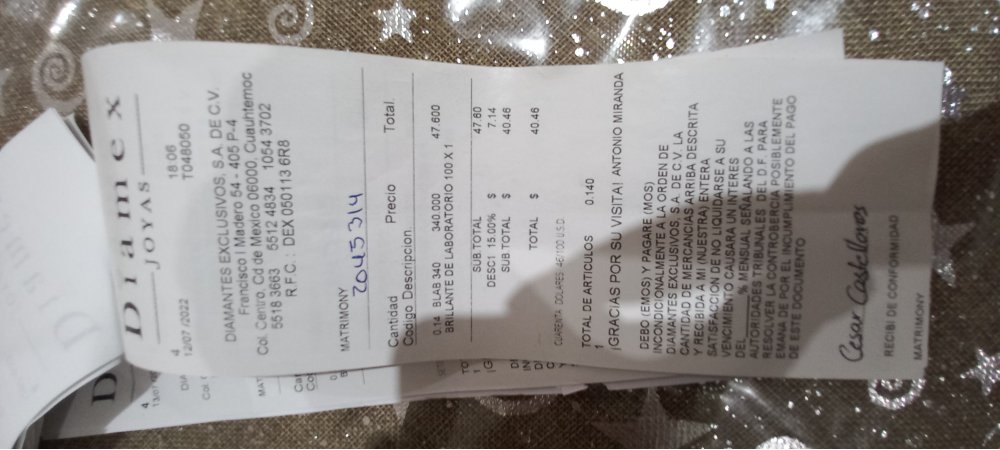 Diamex
JOYAS
4 18:06
12/07 /2022 T048050
DIAMANTES EXCLUSIVOS, S.A. DE C.V.
Francisco I Madero 54 - 405 P-4
Col. Centro, Cd de Mexico 06000, Cuauhtemoc
5518 3663 5512 4834 1054 3702
R.F.C.: DEX 050113 6R8
MATRIMONY
2045314
Cantidad Precio Total.
Codigo Descripcion
0.14 BLAB 340 340.000 47.600
BRILLANTE DE LABORATORIO 100 X 1
SUB TOTAL 47.60
DESC1 15.00% $ 7.14
SUB TOTAL $ 40.46
TOTAL $ 40.46
CUARENTA DOLARES 46/100 U.S.D.
TOTAL DE ARTICULOS 0.140
1
¡GRACIAS POR SU VISITA! ANTONIO MIRANDA
DEBO (EMOS) Y PAGARE (MOS)
INCONDICIONALMENTE A LA ORDEN DE
DIAMANTES EXCLUSIVOS, S.A. DE C.V. LA
CANTIDAD DE MERCANCIAS ARRIBA DESCRITA
Y RECIBIDA A MI (NUESTRA) ENTERA
SATISFACCION DE NO LIQUIDARSE A SU
VENCIMIENTO CAUSARA UN INTERES
DEL % MENSUAL SEÑALANDO A LAS
AUTORIDADES TRIBUNALES DEL D.F. PARA
RESOLVER LA CONTROBERCIA POSIBLEMENTE
EMANA DE POR EL INCUMPLIMIENTO DEL PAGO
DE ESTE DOCUMENTO
Cesar Castellanos
RECIBI DE CONFORMIDAD
MATRIMONY